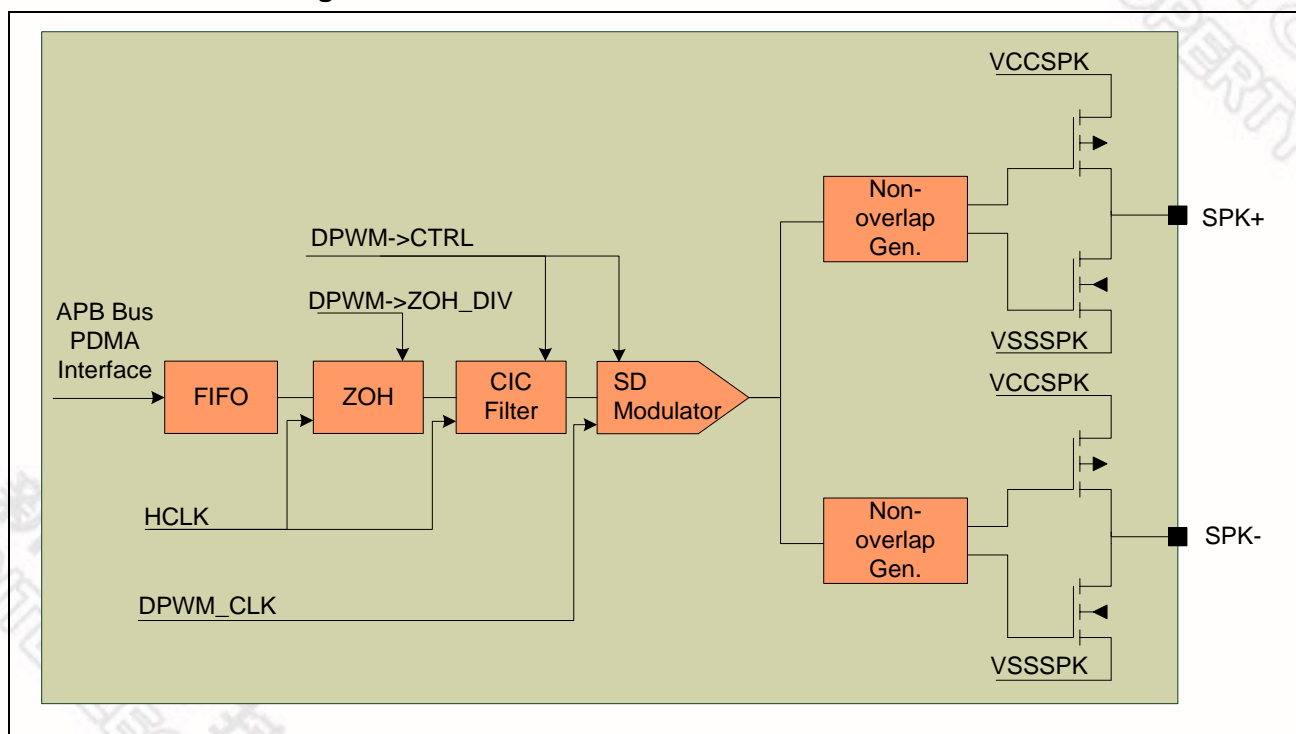 VCCSPK
Non-
overlap
Gen.
SPK+
DPWM->CTRL
DPWM->ZOH_DIV
APB Bus
PDMA
Interface
VSSSPK
FIFO
ZOH
CIC
Filter
SD
Modulator
VCCSPK
HCLK
Non-
overlap
Gen.
SPK-
DPWM_CLK
VSSSPK